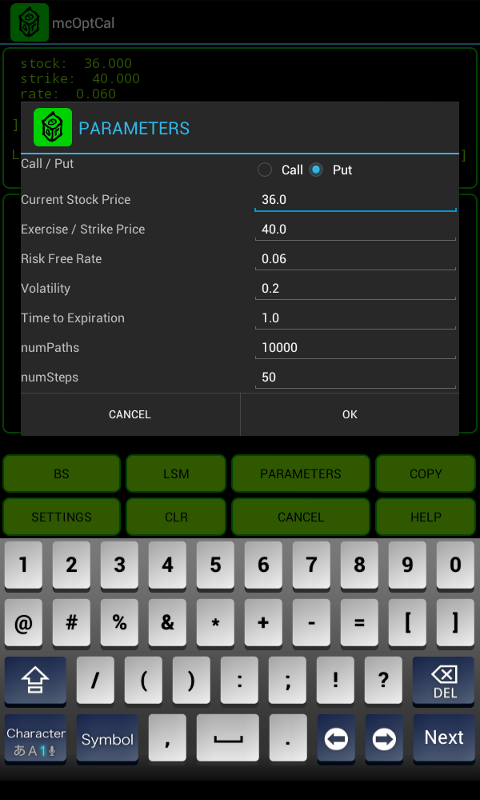 mcOptCal
stock: 36.000
strike: 40.000
rate: 0.060
]
PARAMETERS
L
]
Call / Put Call Put
Current Stock Price 36.0
Exercise / Strike Price 40.0
Risk Free Rate 0.06
Volatility 0.2
Time to Expiration 1.0
numPaths 10000
numSteps 50
CANCEL OK
BS LSM PARAMETERS COPY
SETTINGS CLR CANCEL HELP
1 2 3 4 5 6 7 8 9 0
@ # % & * + - = [ ]
/ ( ) : ; ! ? DEL
Character
あA1 Symbol , . Next